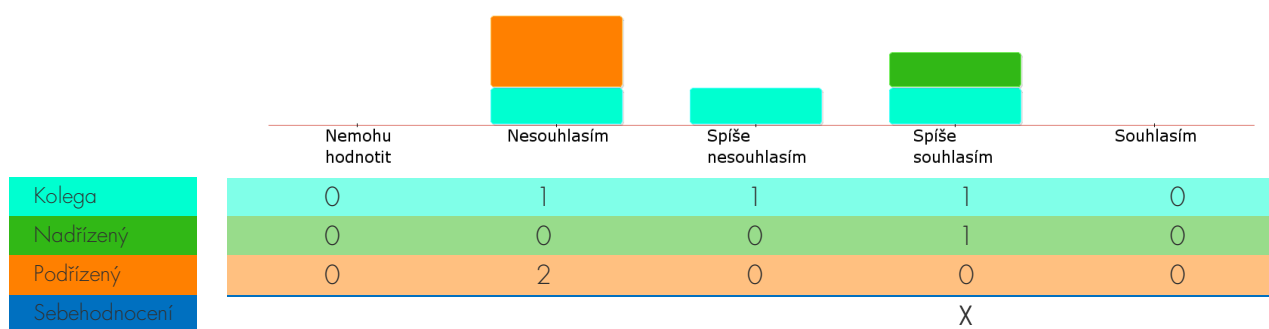 Nemohu hodnotit
Nesouhlasím
Spíše nesouhlasím
Spíše souhlasím
Souhlasím
Kolega 0 1 1 1 0
Nadřízený 0 0 0 1 0
Podřízený 0 2 0 0 0
Sebehodnocení X